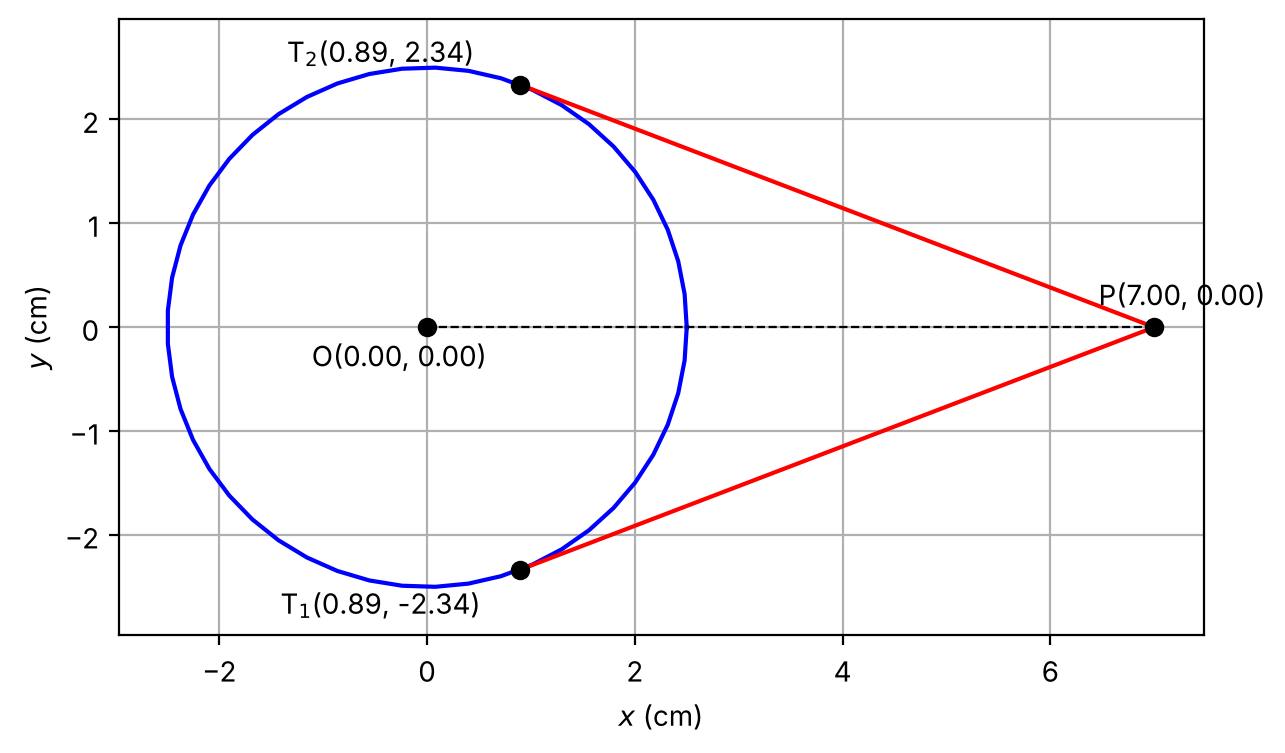 T₂(0.89, 2.34)
2
1
P(7.00, 0.00)
0
O(0.00, 0.00)
y (cm)
−1
−2
T₁(0.89, -2.34)
−2
0
2
4
6
x (cm)